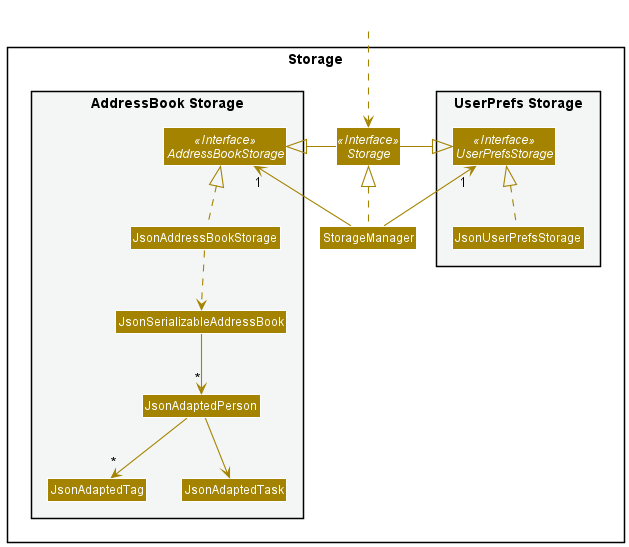 Storage
AddressBook Storage
UserPrefs Storage
«Interface»
AddressBookStorage
«Interface»
Storage
«Interface»
UserPrefsStorage
1
1
JsonAddressBookStorage
StorageManager
JsonUserPrefsStorage
JsonSerializableAddressBook
*
JsonAdaptedPerson
*
JsonAdaptedTag
JsonAdaptedTask